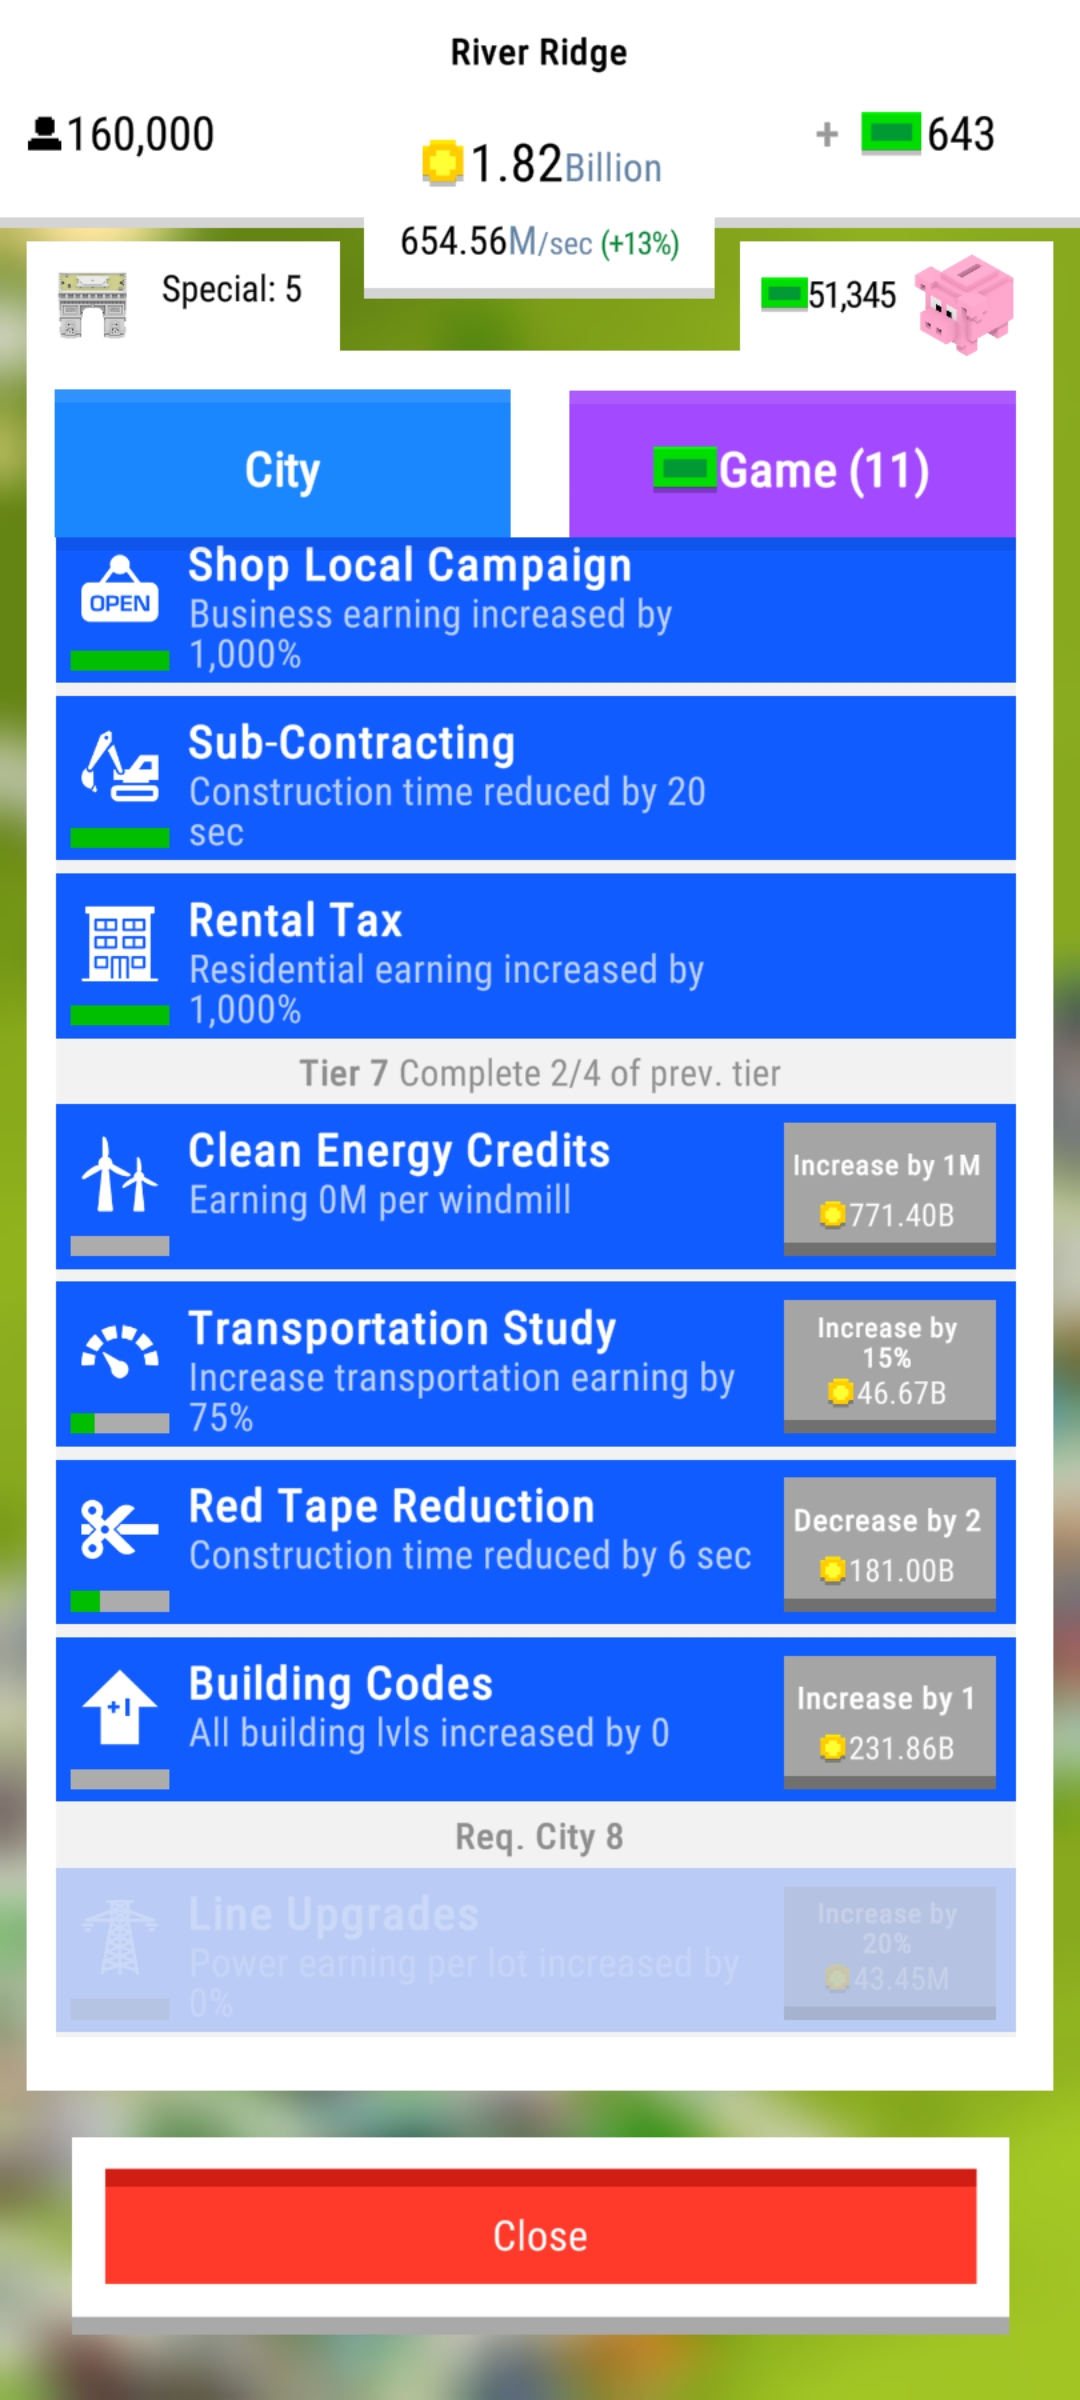 River Ridge
160,000
1.82Billion
+ 643
654.56M/sec (+13%)
Special: 5
51,345
City
Game (11)
OPEN
Shop Local Campaign
Business earning increased by
1,000%
Sub-Contracting
Construction time reduced by 20
sec
Rental Tax
Residential earning increased by
1,000%
Tier 7 Complete 2/4 of prev. tier
Clean Energy Credits
Earning 0M per windmill
Increase by 1M
771.40B
Transportation Study
Increase transportation earning by
75%
Increase by
15%
46.67B
Red Tape Reduction
Construction time reduced by 6 sec
Decrease by 2
181.00B
+1
Building Codes
All building lvls increased by 0
Increase by 1
231.86B
Req. City 8
Line Upgrades
Power earning per lot increased by
0%
Increase by
20%
43.45M
Close